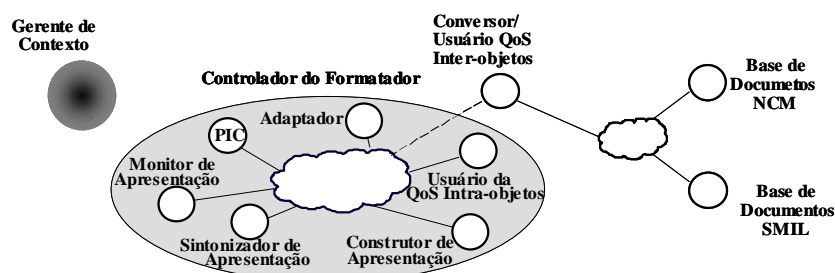 Gerente de
Contexto
Conversor/
Usuário QoS
Inter-objetos
Controlador do Formatador
Base de
Documetos
NCM
Adaptador
PIC
Monitor de
Apresentação
Usuário da
QoS Intra-objetos
Sintonizador de
Apresentação
Construtor de
Apresentação
Base de
Documentos
SMIL